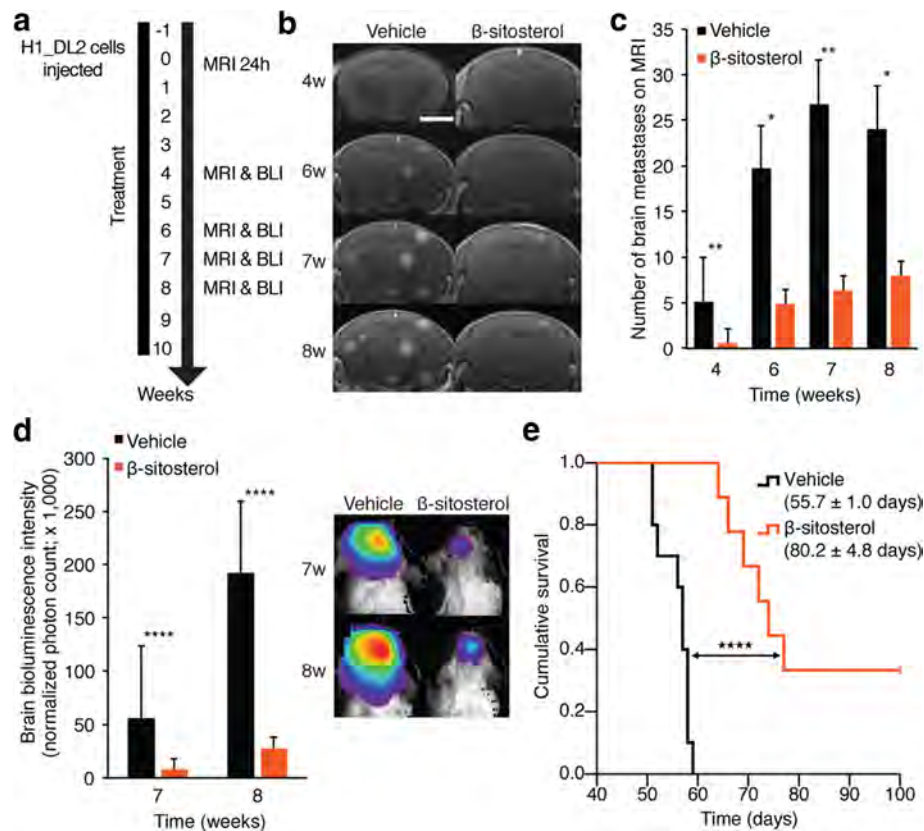 a
H1_DL2 cells
injected
Treatment
-1
0
1
2
3
4
5
6
7
8
9
10
MRI 24h
MRI & BLI
MRI & BLI
MRI & BLI
MRI & BLI
Weeks
b
Vehicle β-sitosterol
4w
6w
7w
8w
c
Vehicle
β-sitosterol
Number of brain metastases on MRI
35
30
25
20
15
10
5
0
**
*
**
*
4 6 7 8
Time (weeks)
d
Vehicle
β-sitosterol
Brain bioluminescence intensity
(normalized photon count; x 1,000)
300
250
200
150
100
50
0
****
****
7 8
Time (weeks)
Vehicle β-sitosterol
7w
8w
e
Cumulative survival
1.0
0.8
0.6
0.4
0.2
0.0
Vehicle
(55.7 ± 1.0 days)
β-sitosterol
(80.2 ± 4.8 days)
****
40 50 60 70 80 90 100
Time (days)